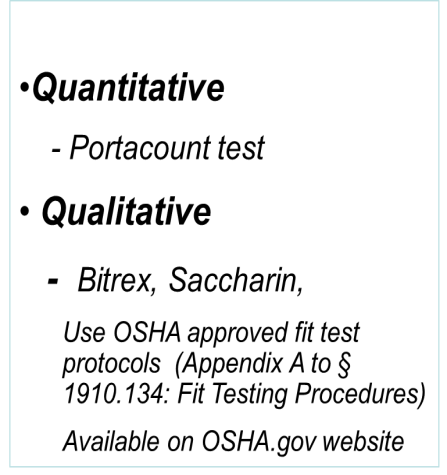 •Quantitative
- Portacount test
• Qualitative
- Bitrex, Saccharin,
Use OSHA approved fit test
protocols (Appendix A to §
1910.134: Fit Testing Procedures)
Available on OSHA.gov website